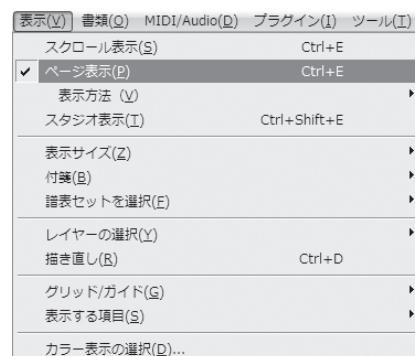 表示(V) 書類(O) MIDI/Audio(D) プラグイン(I) ツール(T)
スクロール表示(S) Ctrl+E
✓ ページ表示(P) Ctrl+E
表示方法 (V)
スタジオ表示(T) Ctrl+Shift+E
表示サイズ(Z)
付箋(B)
譜表セットを選択(F)
レイヤーの選択(Y)
描き直し(R) Ctrl+D
グリッド/ガイド(G)
表示する項目(S)
カラー表示の選択(D)...